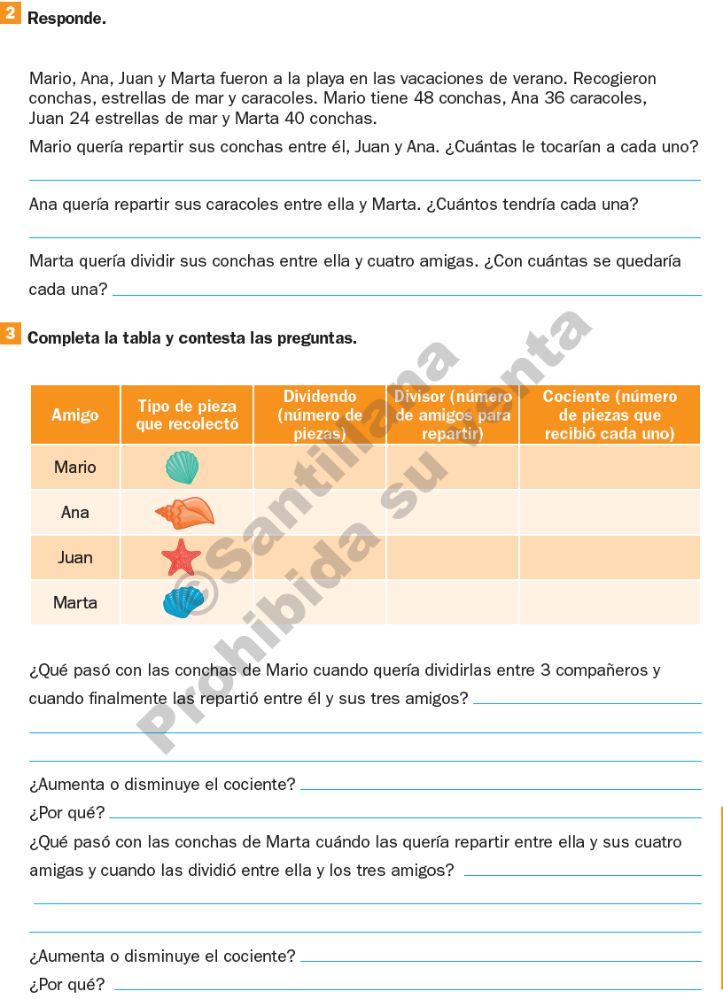 2 Responde.
Mario, Ana, Juan y Marta fueron a la playa en las vacaciones de verano. Recogieron
conchas, estrellas de mar y caracoles. Mario tiene 48 conchas, Ana 36 caracoles,
Juan 24 estrellas de mar y Marta 40 conchas.
Mario quería repartir sus conchas entre él, Juan y Ana. ¿Cuántas le tocarían a cada uno?
Ana quería repartir sus caracoles entre ella y Marta. ¿Cuántos tendría cada una?
Marta quería dividir sus conchas entre ella y cuatro amigas. ¿Con cuántas se quedaría
cada una?
3 Completa la tabla y contesta las preguntas.
Amigo
Tipo de pieza
que recolectó
Dividendo
(número de
piezas)
Divisor (número
de amigos para
repartir)
Cociente (número
de piezas que
recibió cada uno)
Mario
Ana
Juan
Marta
©Santillana
Prohibida su venta
¿Qué pasó con las conchas de Mario cuando quería dividirlas entre 3 compañeros y
cuando finalmente las repartió entre él y sus tres amigos?
¿Aumenta o disminuye el cociente?
¿Por qué?
¿Qué pasó con las conchas de Marta cuándo las quería repartir entre ella y sus cuatro
amigas y cuando las dividió entre ella y los tres amigos?
¿Aumenta o disminuye el cociente?
¿Por qué?